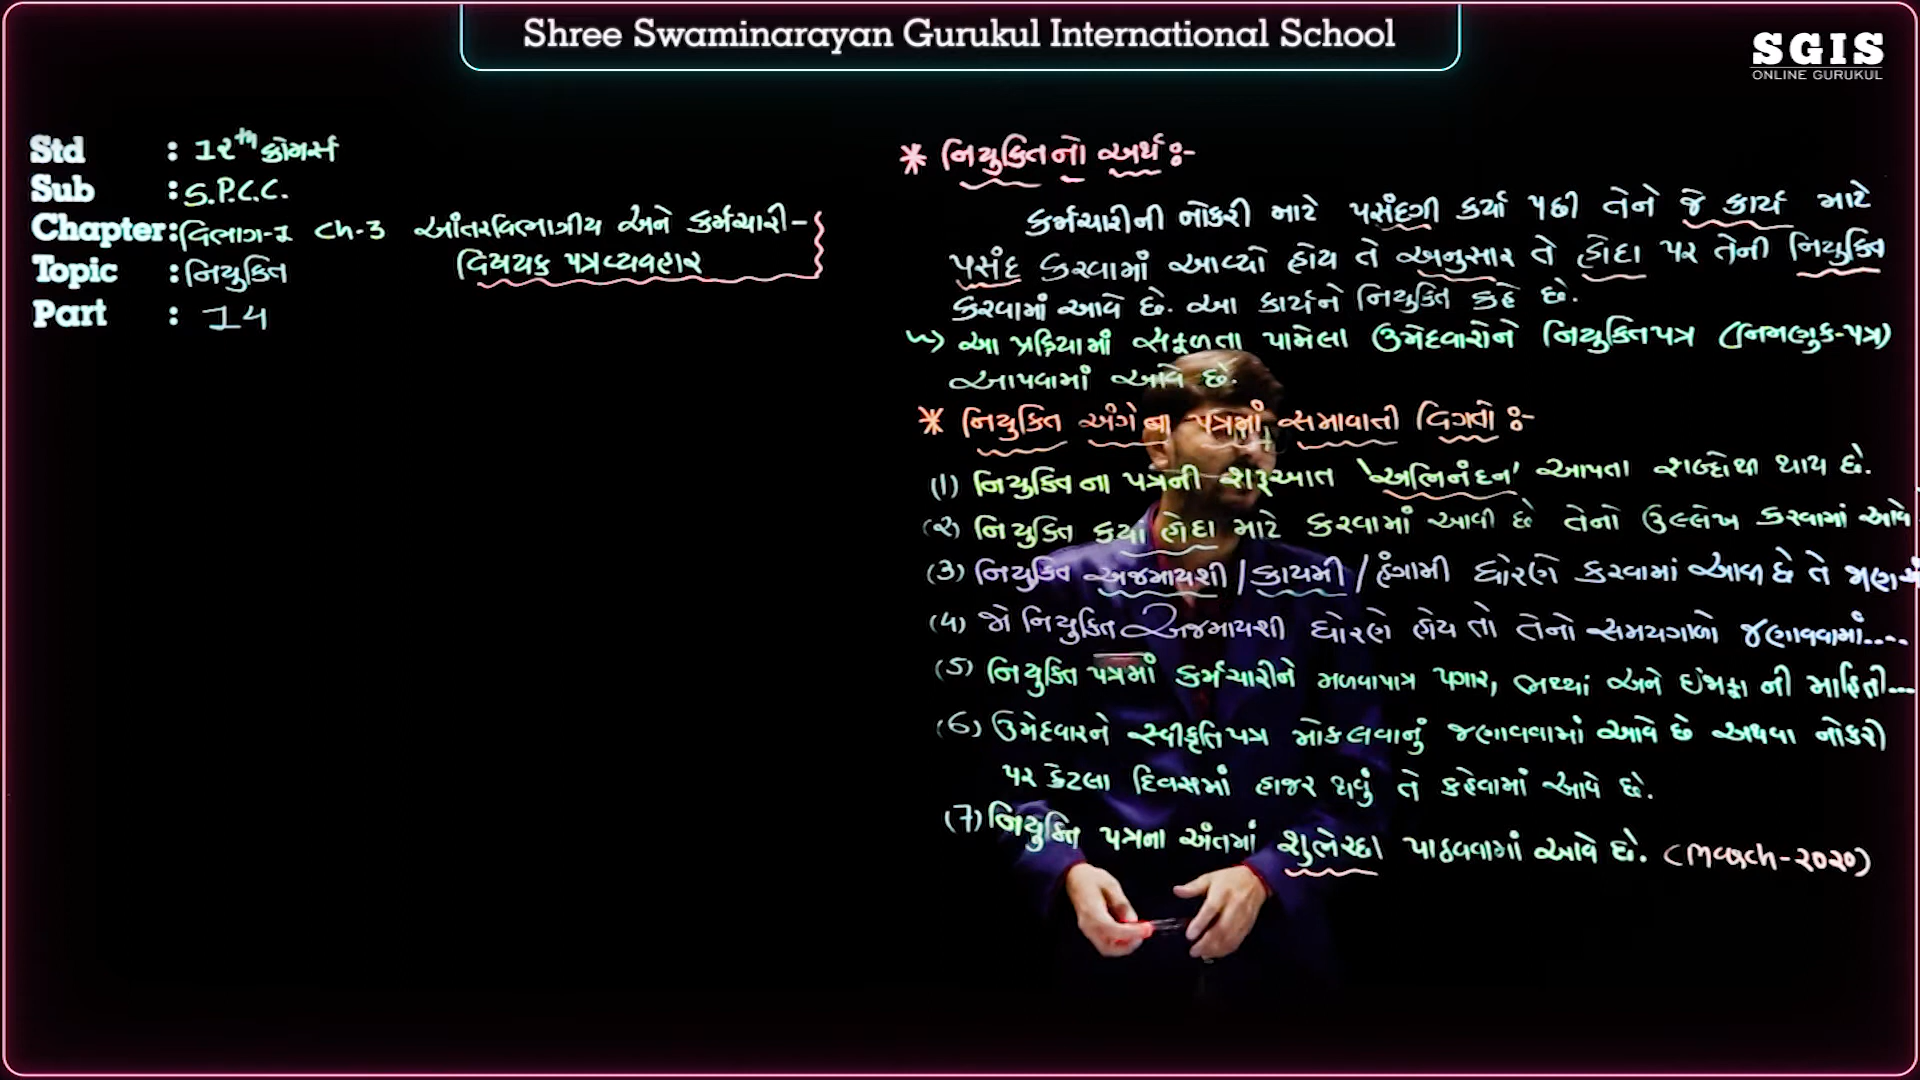 Shree Swaminarayan Gurukul International School
SGIS
ONLINE GURUKUL
Std : 12th કોમર્સ
Sub : S.P.C.C.
Chapter: વિભાગ-1 Ch-3 આંતરવિભાગીય અને કર્મચારી-
વિષયક પત્રવ્યવહાર
Topic : નિયુક્તિ
Part : 14
* નિયુક્તિનો અર્થ :-
કર્મચારીની નોકરી માટે પસંદગી કર્યા પછી તેને જે કાર્ય માટે
પસંદ કરવામાં આવ્યો હોય તે અનુસાર તે હોદા પર તેની નિયુક્તિ
કરવામાં આવે છે. આ કાર્યને નિયુક્તિ કહે છે.
આ પ્રક્રિયામાં સફળતા પામેલા ઉમેદવારોને નિયુક્તિપત્ર (નિમણુક-પત્ર)
આપવામાં આવે છે.
* નિયુક્તિ અંગેના પત્રમાં સમાવાતી વિગતો :-
(1) નિયુક્તિના પત્રની શરૂઆત 'અભિનંદન' આપતા શબ્દોથી થાય છે.
(૨) નિયુક્તિ કયાં હોદા માટે કરવામાં આવી છે તેનો ઉલ્લેખ કરવામાં આવે
(3) નિયુક્તિ અજમાયશી / કાયમી / હંગામી ધોરણે કરવામાં આવી છે તે
(4) જો નિયુક્તિ અજમાયશી ધોરણે હોય તો તેનો સમયગાળો જણાવવામાં....
(5) નિયુક્તિ પત્રમાં કર્મચારીને મળવાપાત્ર પગાર, ભથ્થાં અને ઇજાફા ની માહિતી...
(6) ઉમેદવારને સ્વીકૃતિપત્ર મોકલવાનું જણાવવામાં આવે છે અથવા નોકરી
પર કેટલા દિવસમાં હાજર થવું તે કહેવામાં આવે છે.
(7) નિયુક્તિ પત્રના અંતમાં શુભેચ્છા પાઠવવામાં આવે છે. (March-૨૦૨૦)